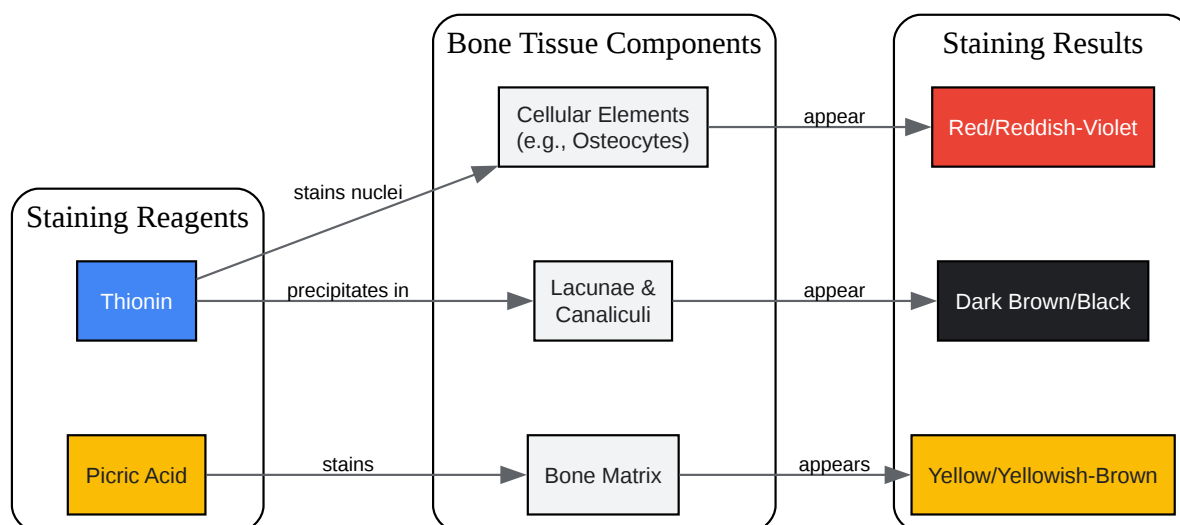 Bone Tissue Components
Staining Results
Cellular Elements
(e.g., Osteocytes)
appear
Red/Reddish-Violet
stains nuclei
Staining Reagents
Thionin
precipitates in
Lacunae &
Canaliculi
appear
Dark Brown/Black
Picric Acid
stains
Bone Matrix
appears
Yellow/Yellowish-Brown